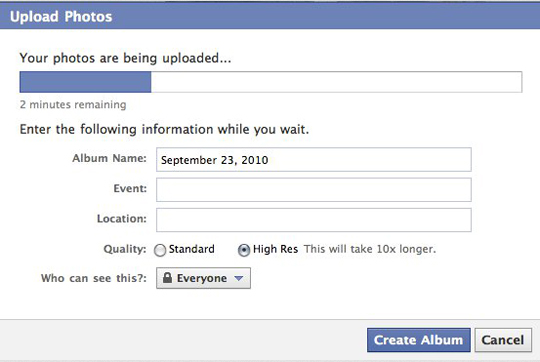 Upload Photos
Your photos are being uploaded...
2 minutes remaining
Enter the following information while you wait.
Album Name: September 23, 2010
Event:
Location:
Quality: Standard High Res This will take 10x longer.
Who can see this?: Everyone
Create Album Cancel